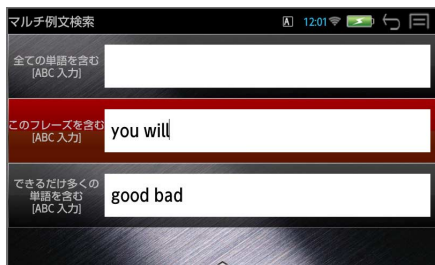 マルチ例文検索 A 12:01
全ての単語を含む
[ABC 入力]
このフレーズを含む
[ABC 入力]
you will
できるだけ多くの
単語を含む
[ABC 入力]
good bad